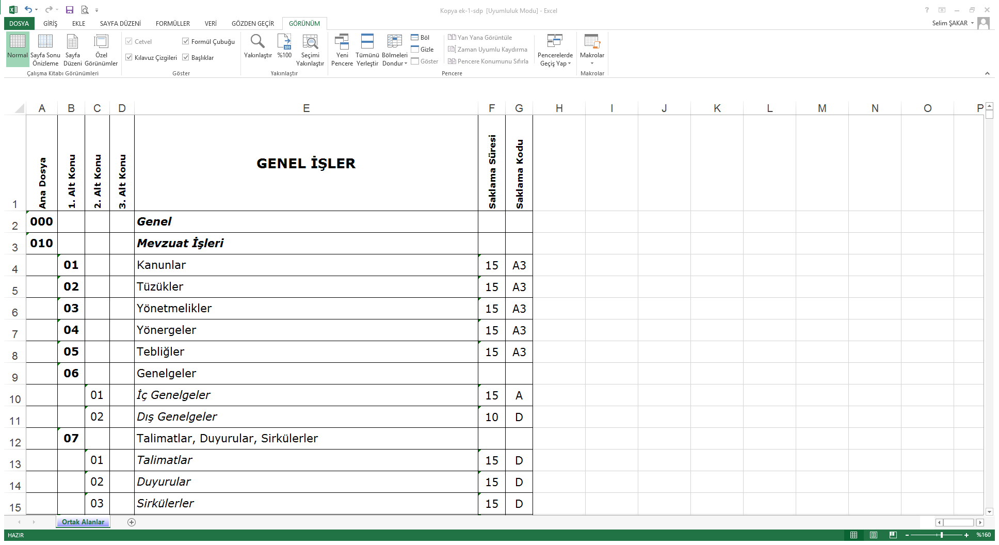 Kopya ek-1-sdp [Uyumluluk Modu] - Excel
DOSYA GİRİŞ EKLE SAYFA DÜZENİ FORMÜLLER VERİ GÖZDEN GEÇİR GÖRÜNÜM Selim ŞAKAR
Normal Sayfa Sonu Önizleme Sayfa Düzeni Özel Görünümler
Çalışma Kitabı Görünümleri
Cetvel Formül Çubuğu
Kılavuz Çizgileri Başlıklar
Göster
Yakınlaştır %100 Seçimi Yakınlaştır
Yakınlaştır
Yeni Pencere Tümünü Yerleştir Bölmeleri Dondur
Böl
Gizle
Göster
Yan Yana Görüntüle
Zaman Uyumlu Kaydırma
Pencere Konumunu Sıfırla
Pencerelerde Geçiş Yap
Pencere
Makrolar
Makrolar
A B C D E F G H I J K L M N O P
1 Ana Dosya 1. Alt Konu 2. Alt Konu 3. Alt Konu GENEL İŞLER Saklama Süresi Saklama Kodu
2 000 Genel
3 010 Mevzuat İşleri
4 01 Kanunlar 15 A3
5 02 Tüzükler 15 A3
6 03 Yönetmelikler 15 A3
7 04 Yönergeler 15 A3
8 05 Tebliğler 15 A3
9 06 Genelgeler
10 01 İç Genelgeler 15 A
11 02 Dış Genelgeler 10 D
12 07 Talimatlar, Duyurular, Sirkülerler
13 01 Talimatlar 15 D
14 02 Duyurular 15 D
15 03 Sirkülerler 15 D
Ortak Alanlar
HAZIR %160